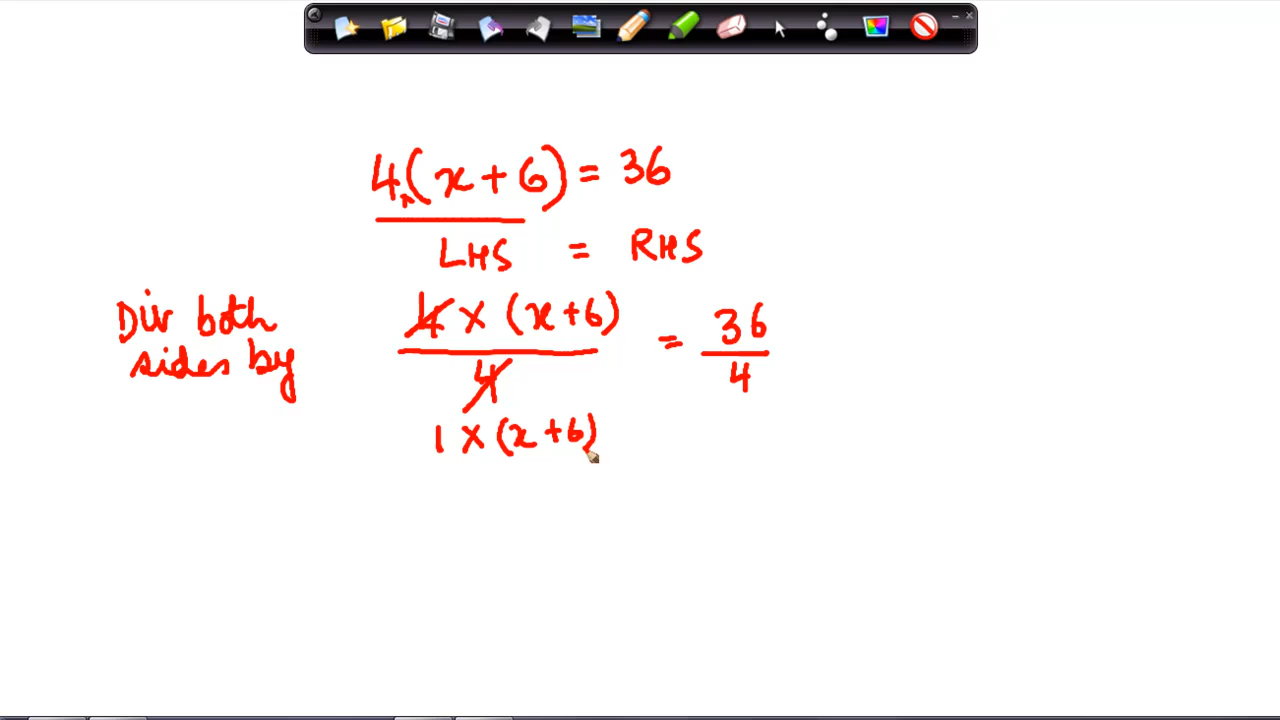 4×(x+6) = 36
LHS = RHS
Div both sides by
4 × (x+6) / 4 = 36 / 4
1 × (x+6)